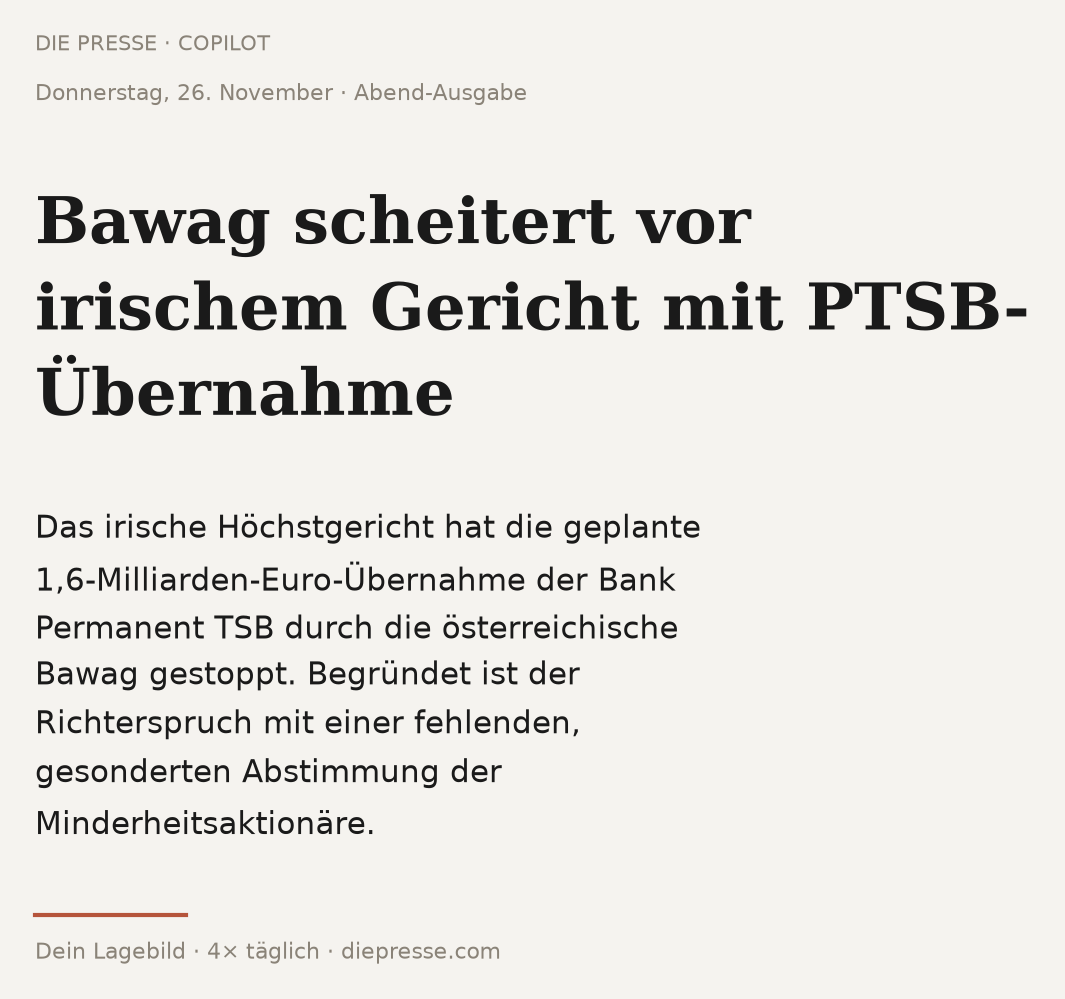 DIE PRESSE · COPILOT
Donnerstag, 26. November · Abend-Ausgabe
Bawag scheitert vor
irischem Gericht mit PTSB-
Übernahme
Das irische Höchstgericht hat die geplante
1,6-Milliarden-Euro-Übernahme der Bank
Permanent TSB durch die österreichische
Bawag gestoppt. Begründet ist der
Richterspruch mit einer fehlenden,
gesonderten Abstimmung der
Minderheitsaktionäre.
Dein Lagebild · 4× täglich · diepresse.com